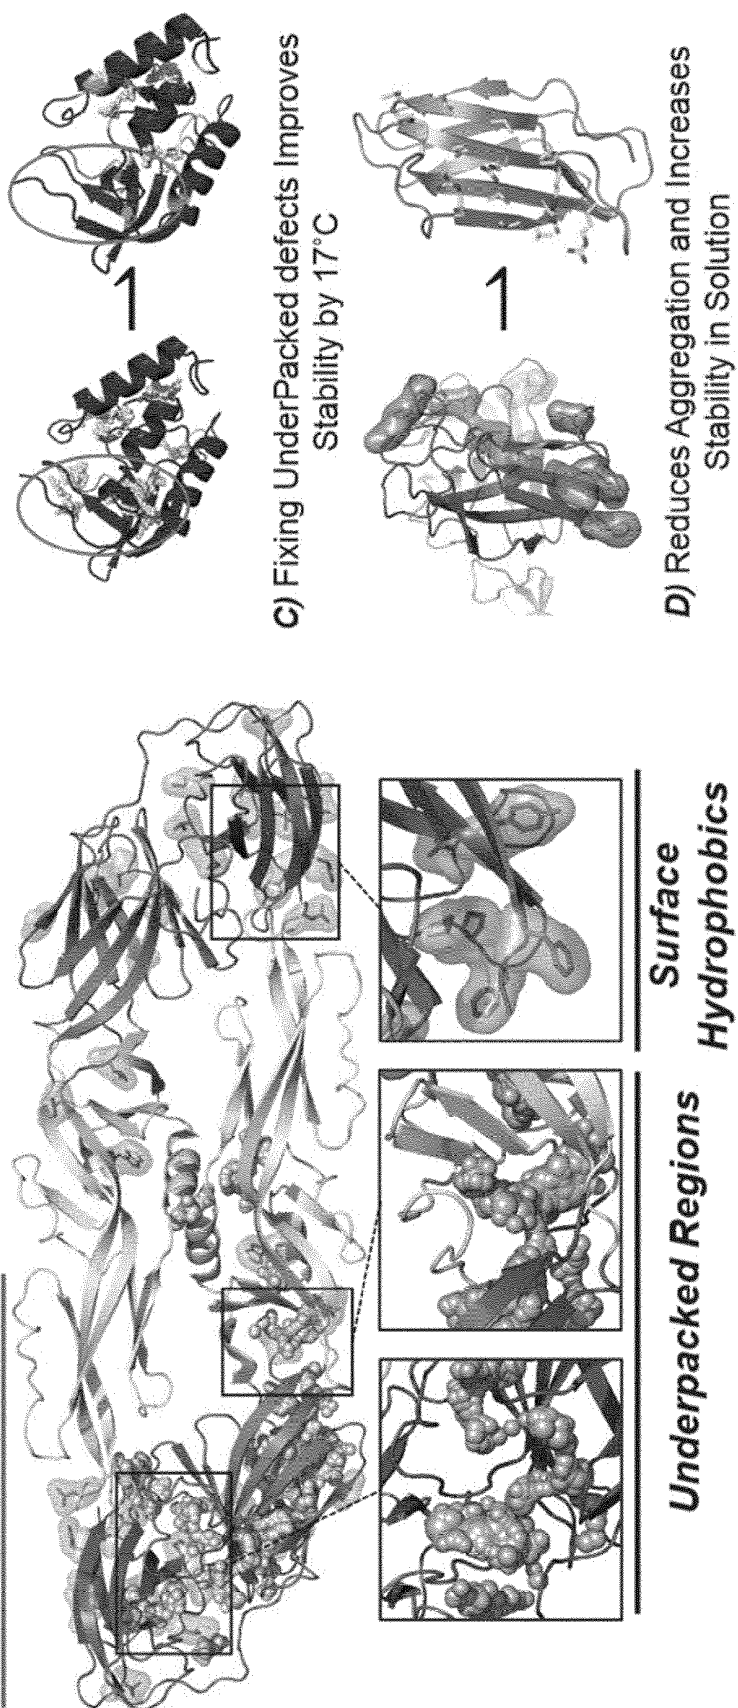 Underpacked Regions
Surface
Hydrophobics
C) Fixing UnderPacked defects Improves
Stability by 17°C
D) Reduces Aggregation and Increases
Stability in Solution